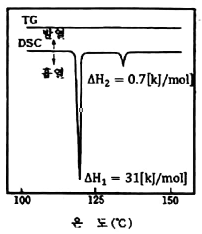 TG
발열
DSC
흡열
ΔH₂ = 0.7[kJ/mol]
ΔH₁ = 31[kJ/mol]
100 120 150
온 도(℃)